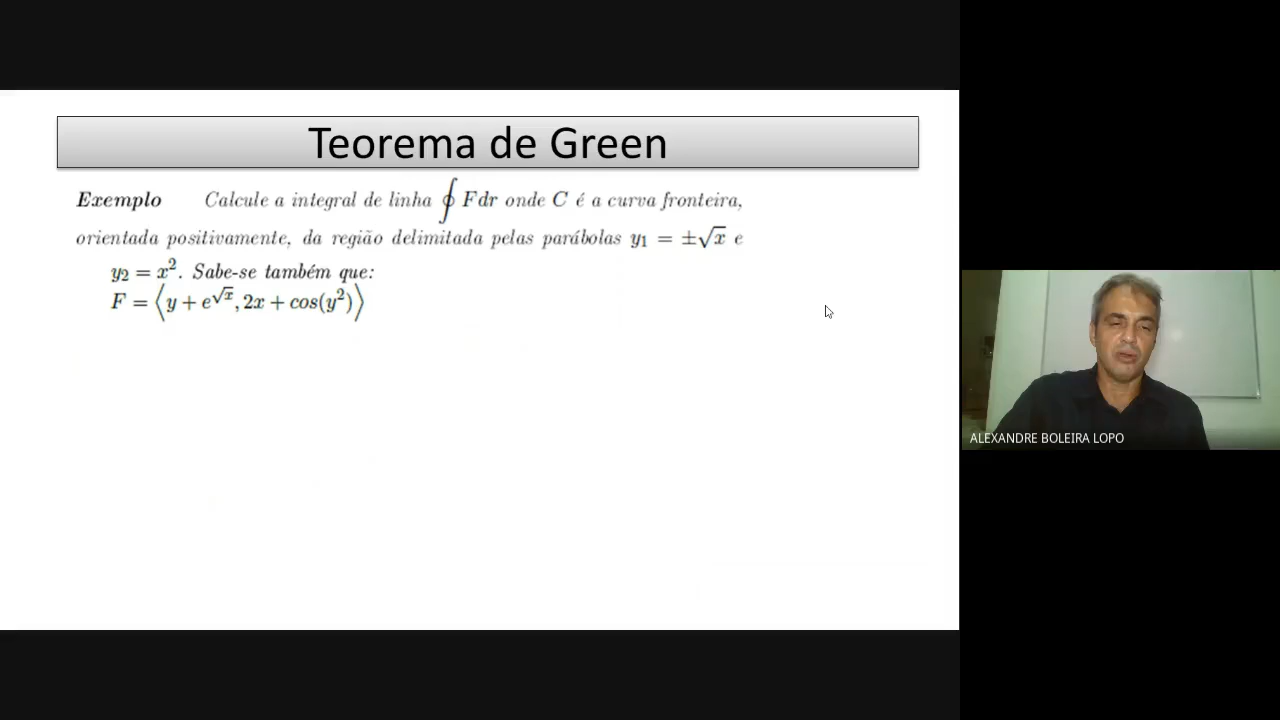 Teorema de Green
Exemplo Calcule a integral de linha ∮ Fdr onde C é a curva fronteira,
orientada positivamente, da região delimitada pelas parábolas y₁ = ±√x e
y₂ = x². Sabe-se também que:
F = ⟨y + e^√x, 2x + cos(y²)⟩
ALEXANDRE BOLEIRA LOPO